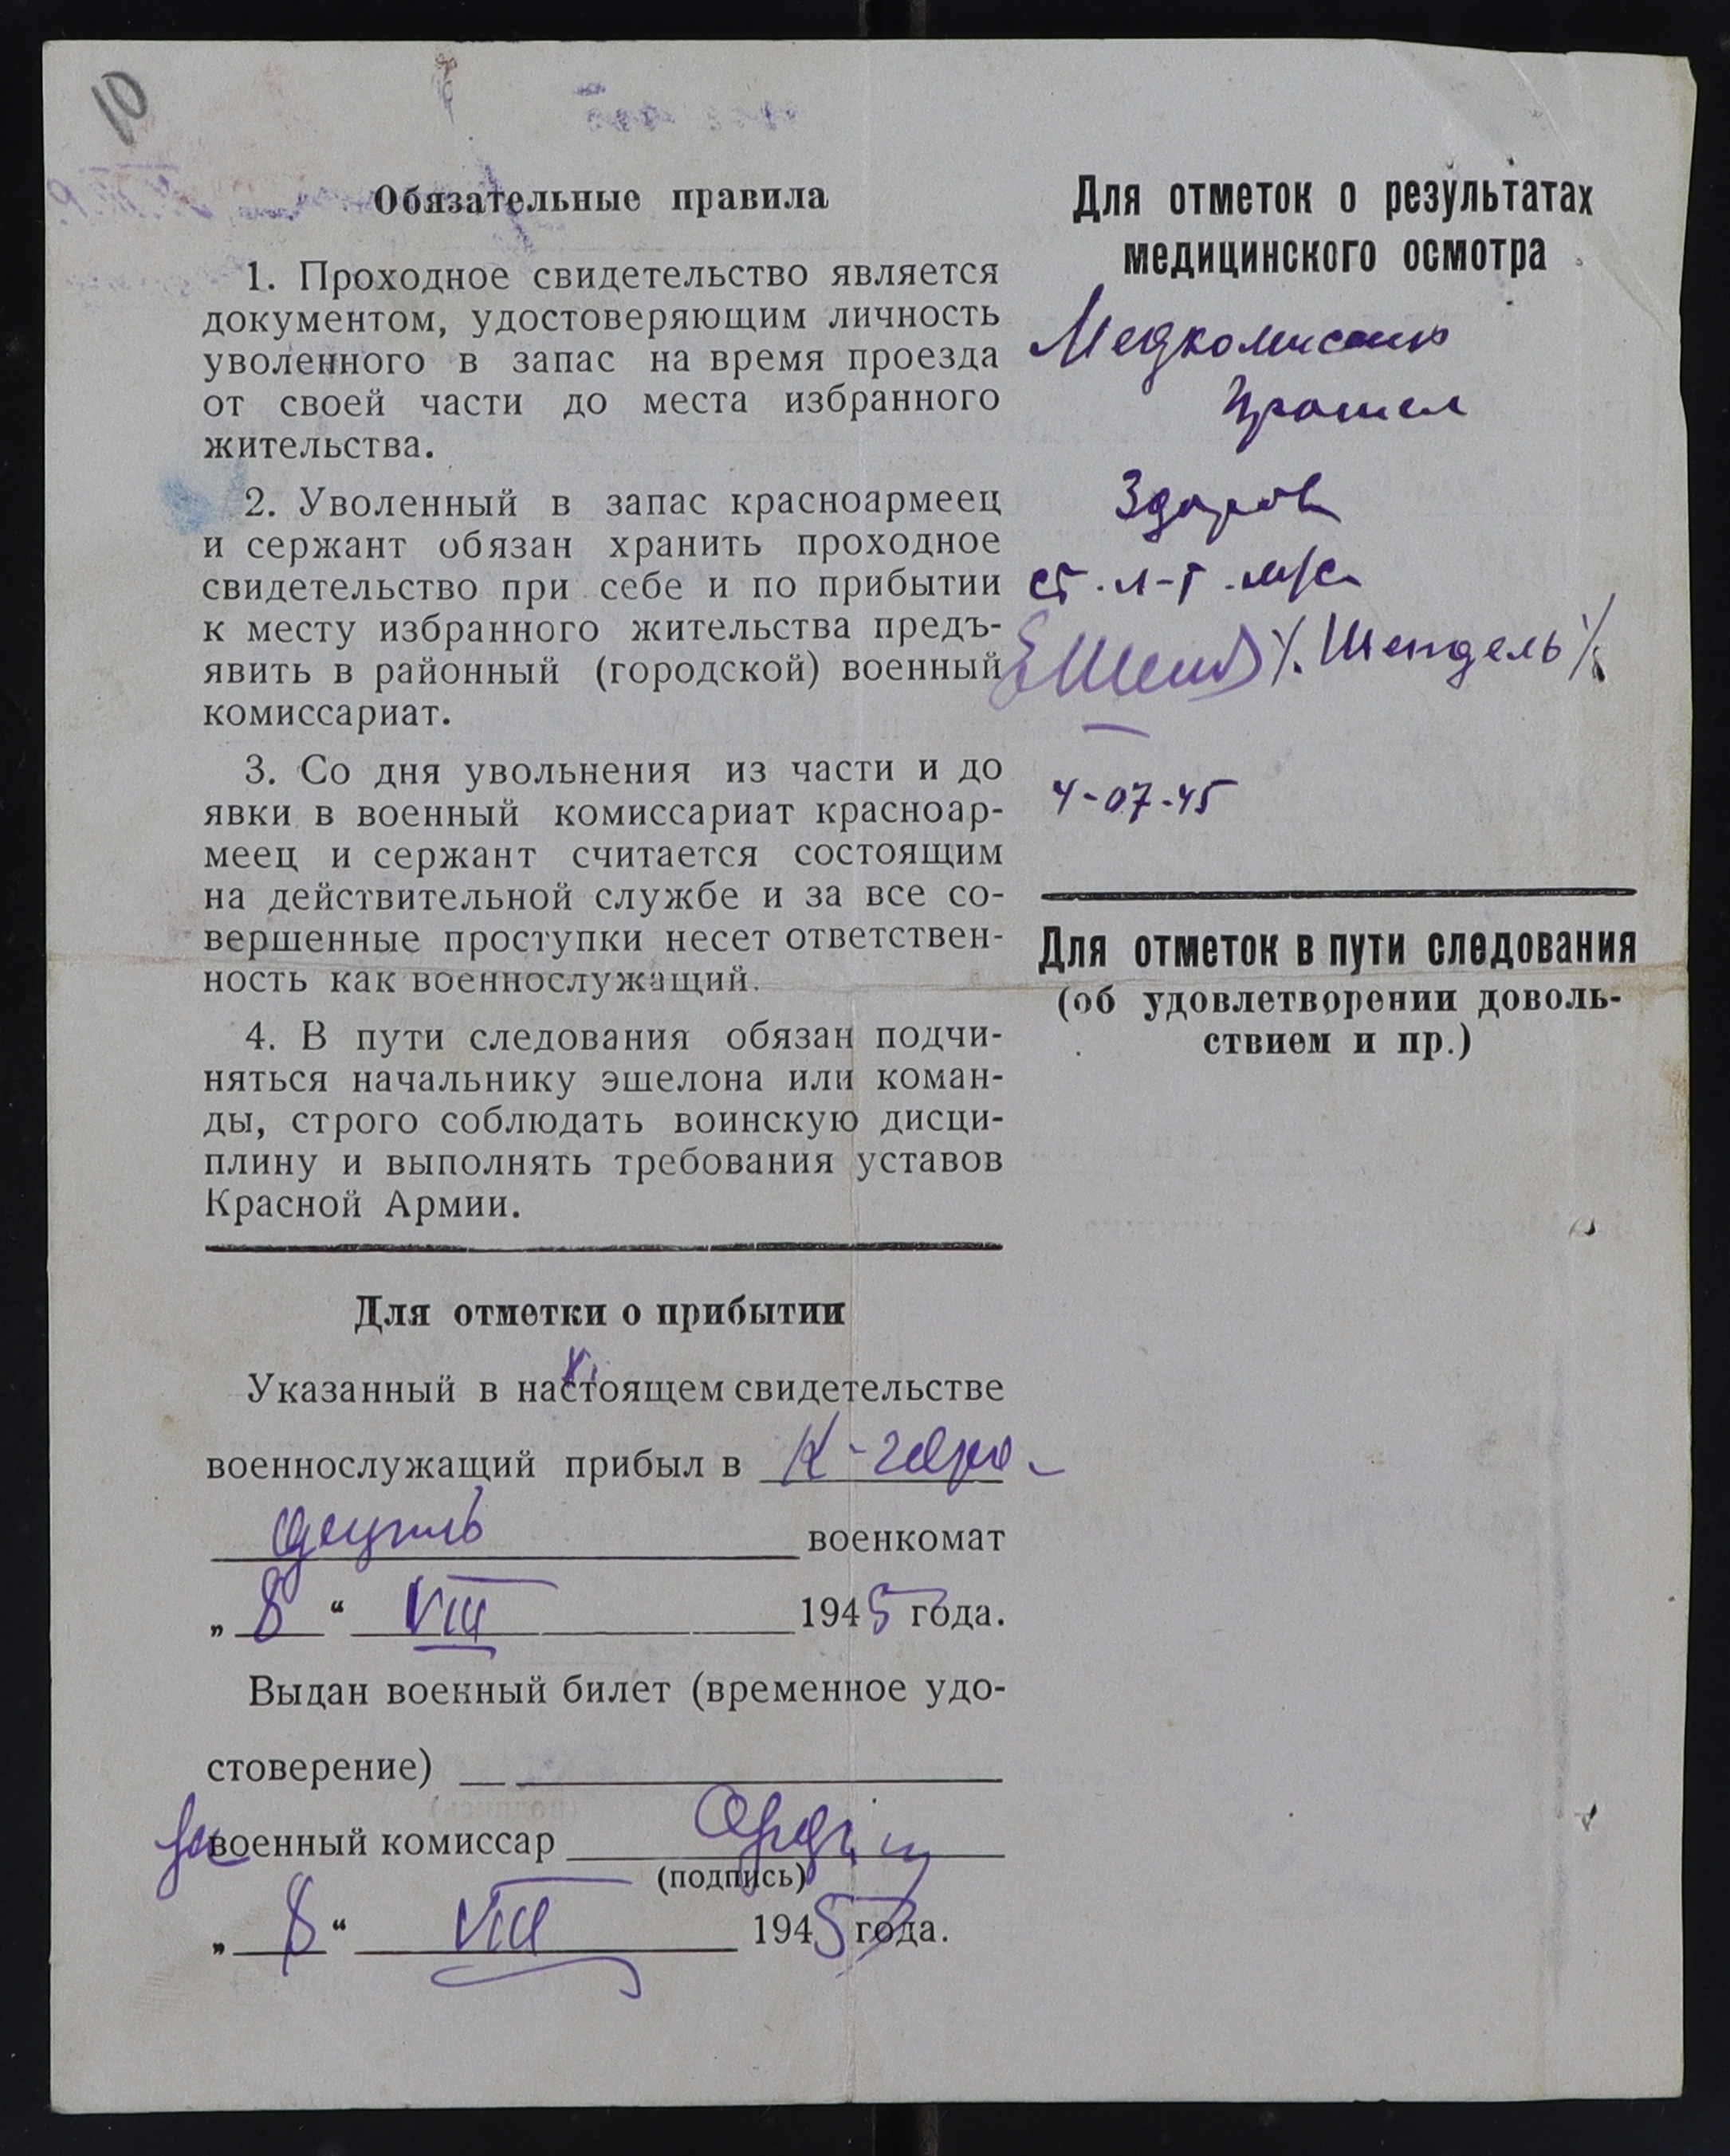 10
Обязательные правила
1. Проходное свидетельство является
документом, удостоверяющим личность
уволенного в запас на время проезда
от своей части до места избранного
жительства.
2. Уволенный в запас красноармеец
и сержант обязан хранить проходное
свидетельство при себе и по прибытии
к месту избранного жительства предъ-
явить в районный (городской) военный
комиссариат.
3. Со дня увольнения из части и до
явки в военный комиссариат красноар-
меец и сержант считается состоящим
на действительной службе и за все со-
вершенные проступки несет ответствен-
ность как военнослужащий.
4. В пути следования обязан подчи-
няться начальнику эшелона или коман-
ды, строго соблюдать воинскую дисци-
плину и выполнять требования уставов
Красной Армии.
Для отметки о прибытии
Указанный в настоящем свидетельстве
военнослужащий прибыл в
военкомат
„ 8 “ VIII 1945 года.
Выдан военный билет (временное удо-
стоверение)
военный комиссар
(подпись)
„ 8 “ VIII 1945 года.
Для отметок о результатах
медицинского осмотра
Медкомиссию
Прошел
Здоров
ст. л-т. м/с
/. Шендель /.
4-07-45
Для отметок в пути следования
(об удовлетворении доволь-
ствием и пр.)